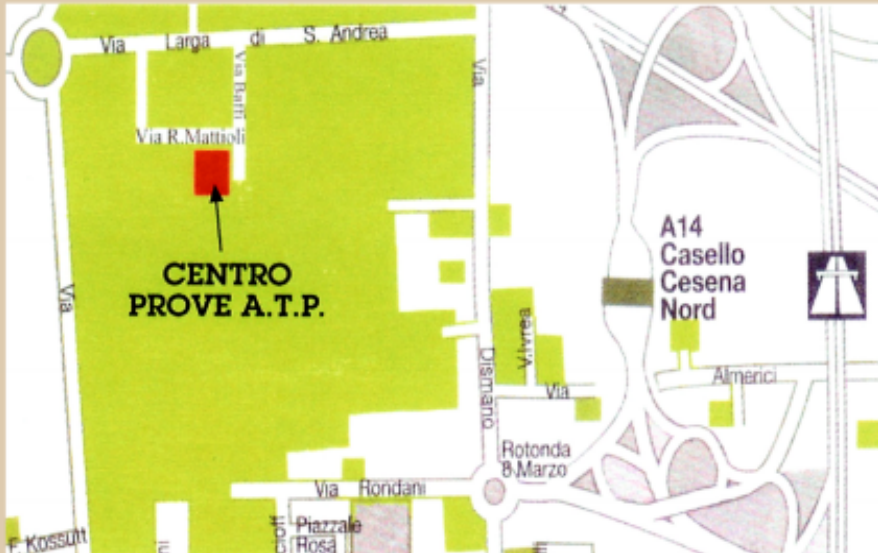 Via Larga di S. Andrea
Via Batti
Via
Via R.Mattioli
A14
Casello
Cesena
Nord
CENTRO
PROVE A.T.P.
Via
V.Ivrea
Dismano
Almerici
Via
Rotonda
8 Marzo
Via Rondani
F. Kossutt
Piazzale
Rosa